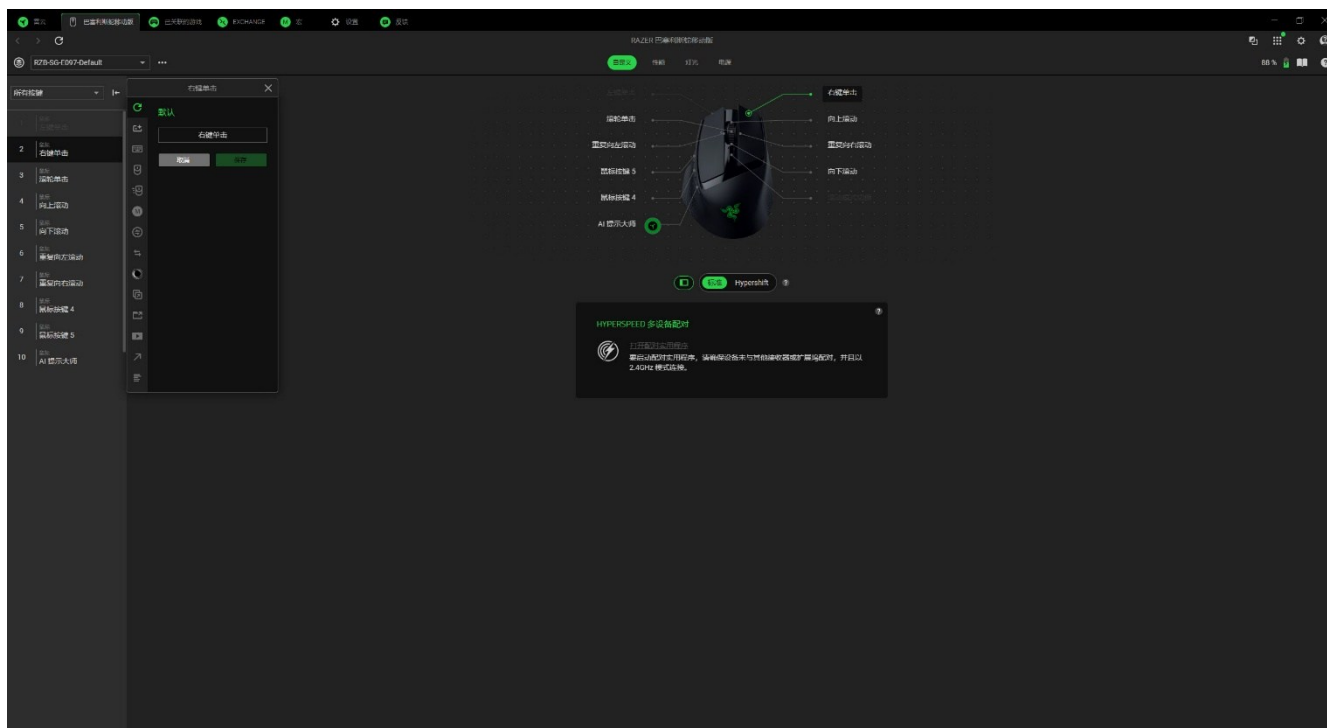 首页 巴塞利斯蛇移动版 已关联的游戏 EXCHANGE 宏 设置 反馈
RAZER 巴塞利斯蛇移动版
RZB-SG-E097-Default
自定义 性能 灯光 电源
88 %
所有按键
右键单击
默认
右键单击
取消 保存
1 左键单击
2 右键单击
3 滚轮单击
4 向上滚动
5 向下滚动
6 重复向左滚动
7 重复向右滚动
8 鼠标按键 4
9 鼠标按键 5
10 AI 提示大师
左键单击
滚轮单击
重复向左滚动
鼠标按键 5
鼠标按键 4
AI 提示大师
右键单击
向上滚动
重复向右滚动
向下滚动
标准 Hypershift
HYPERSPEED 多设备配对
打开配对实用程序
要启动配对实用程序，请确保设备未与其他接收器或扩展坞配对，并且以
2.4GHz 模式连接。